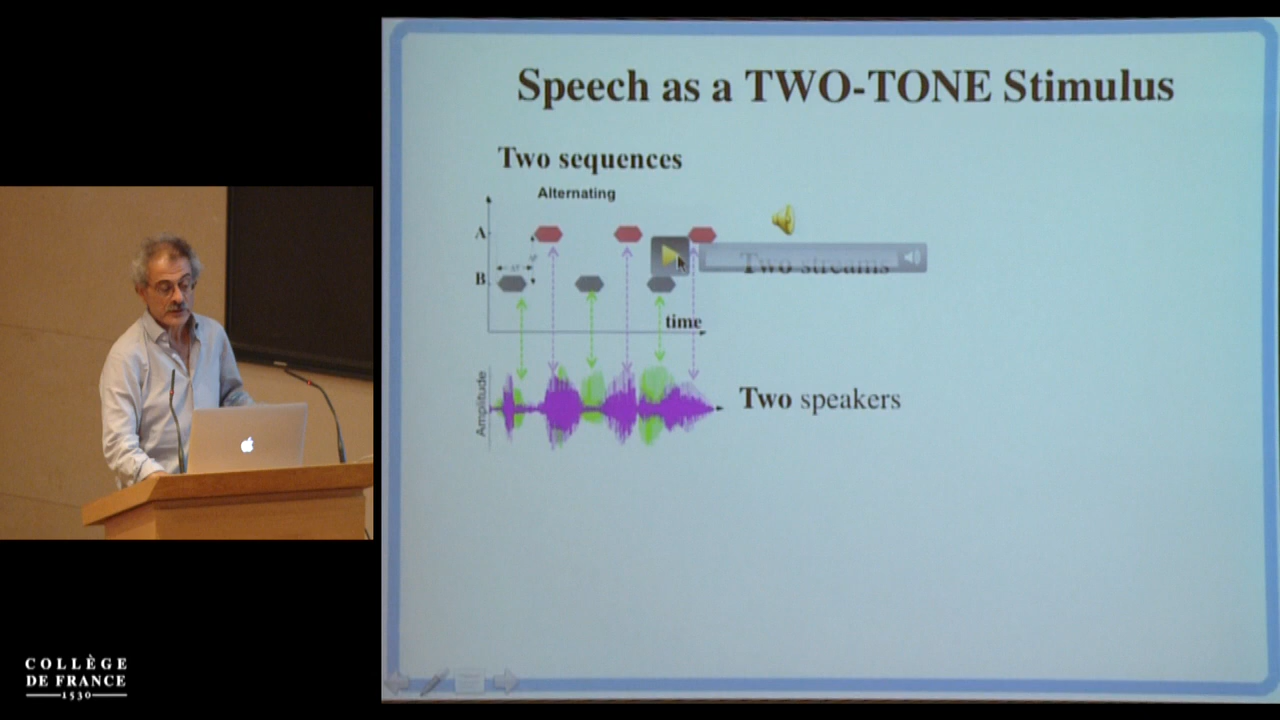 Speech as a TWO-TONE Stimulus
Two sequences
Alternating
A
B
time
Two streams
Amplitude
Two speakers
COLLÈGE
DE FRANCE
1530